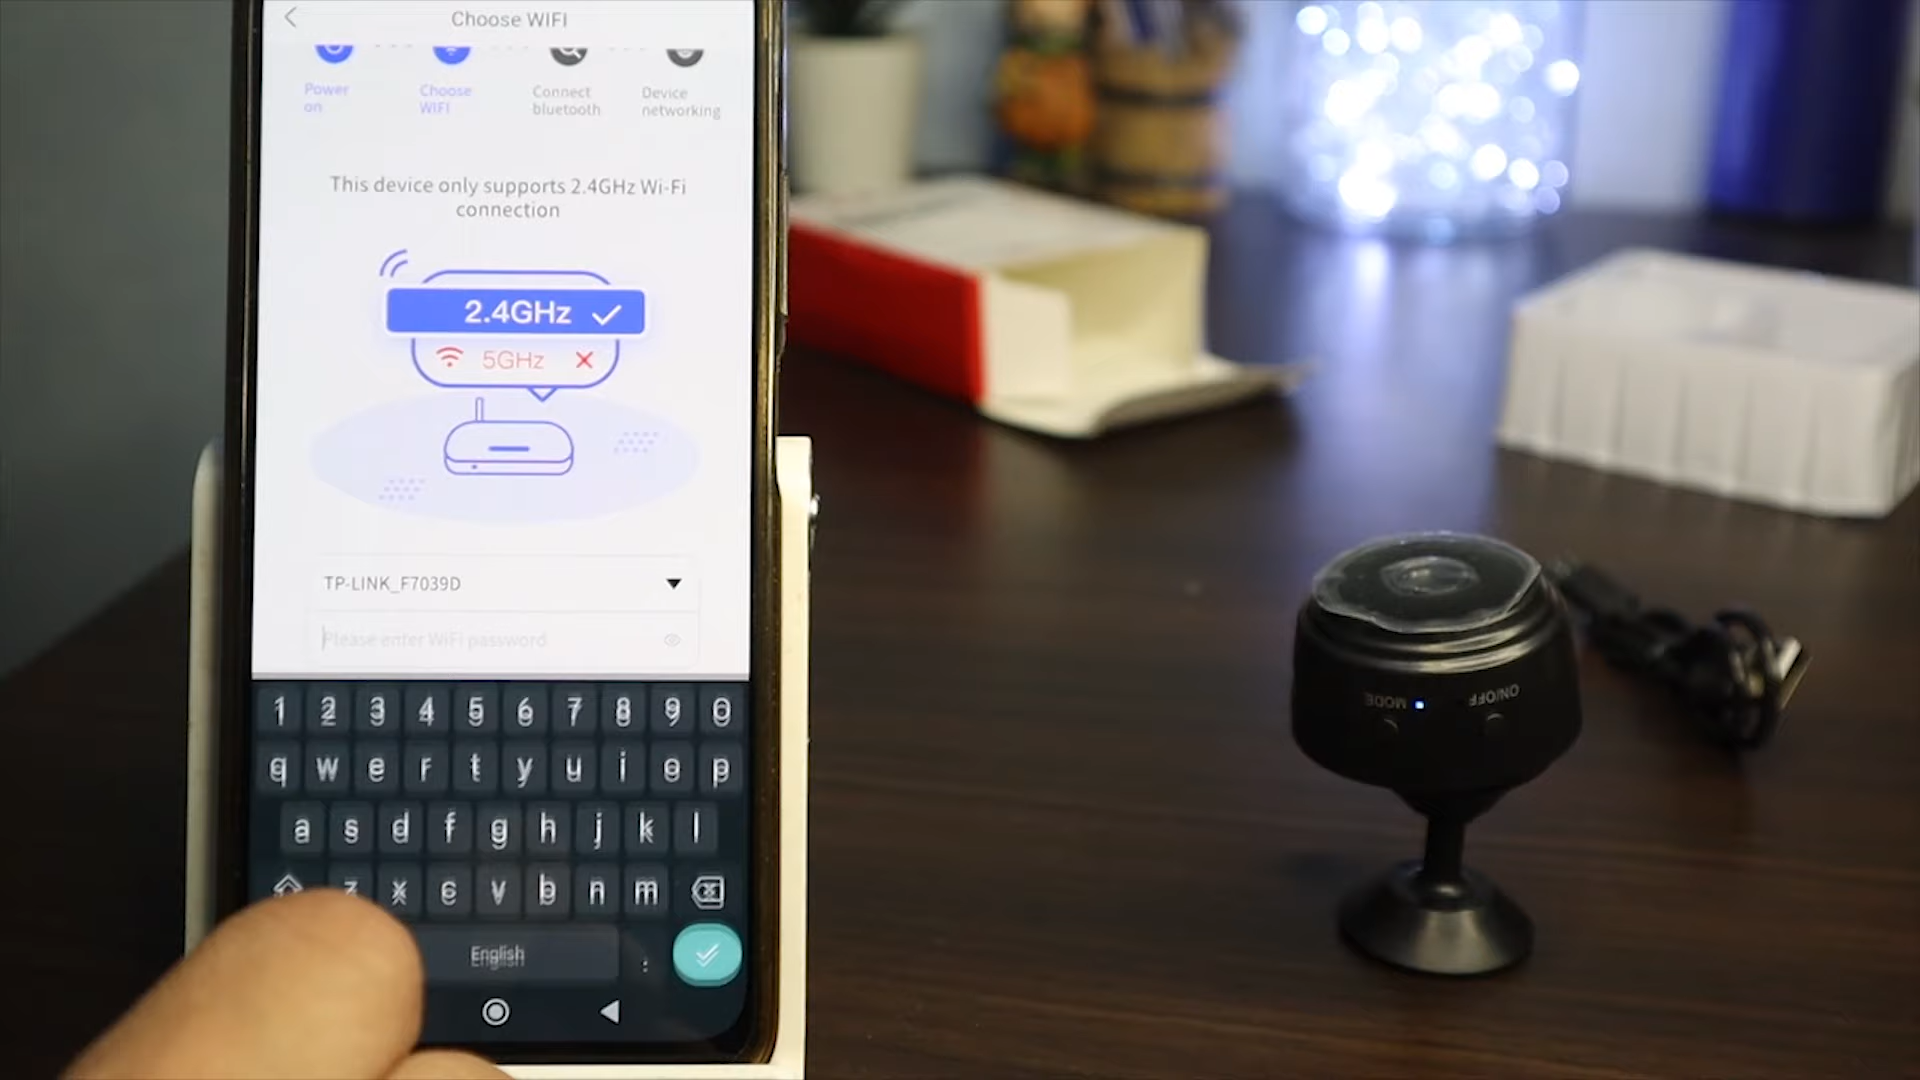 Choose WIFI
Power
on
Choose
WIFI
Connect
bluetooth
Device
networking
This device only supports 2.4GHz Wi-Fi
connection
2.4GHz
5GHz
TP-LINK_F7039D
Please enter WiFi password
1 2 3 4 5 6 7 8 9 0
q w e r t y u i o p
a s d f g h j k l
z x c v b n m
English
MODE
ON/OFF